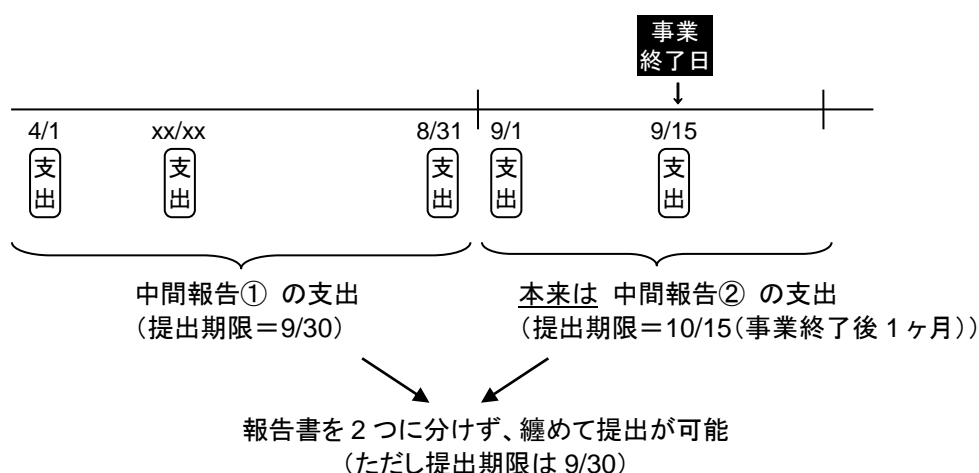 事業
終了日
↓
4/1 xx/xx 8/31 9/1 9/15
支出 支出 支出 支出 支出
中間報告① の支出
(提出期限=9/30)
本来は 中間報告② の支出
(提出期限=10/15(事業終了後1ヶ月))
報告書を2つに分けず、纏めて提出が可能
(ただし提出期限は 9/30)